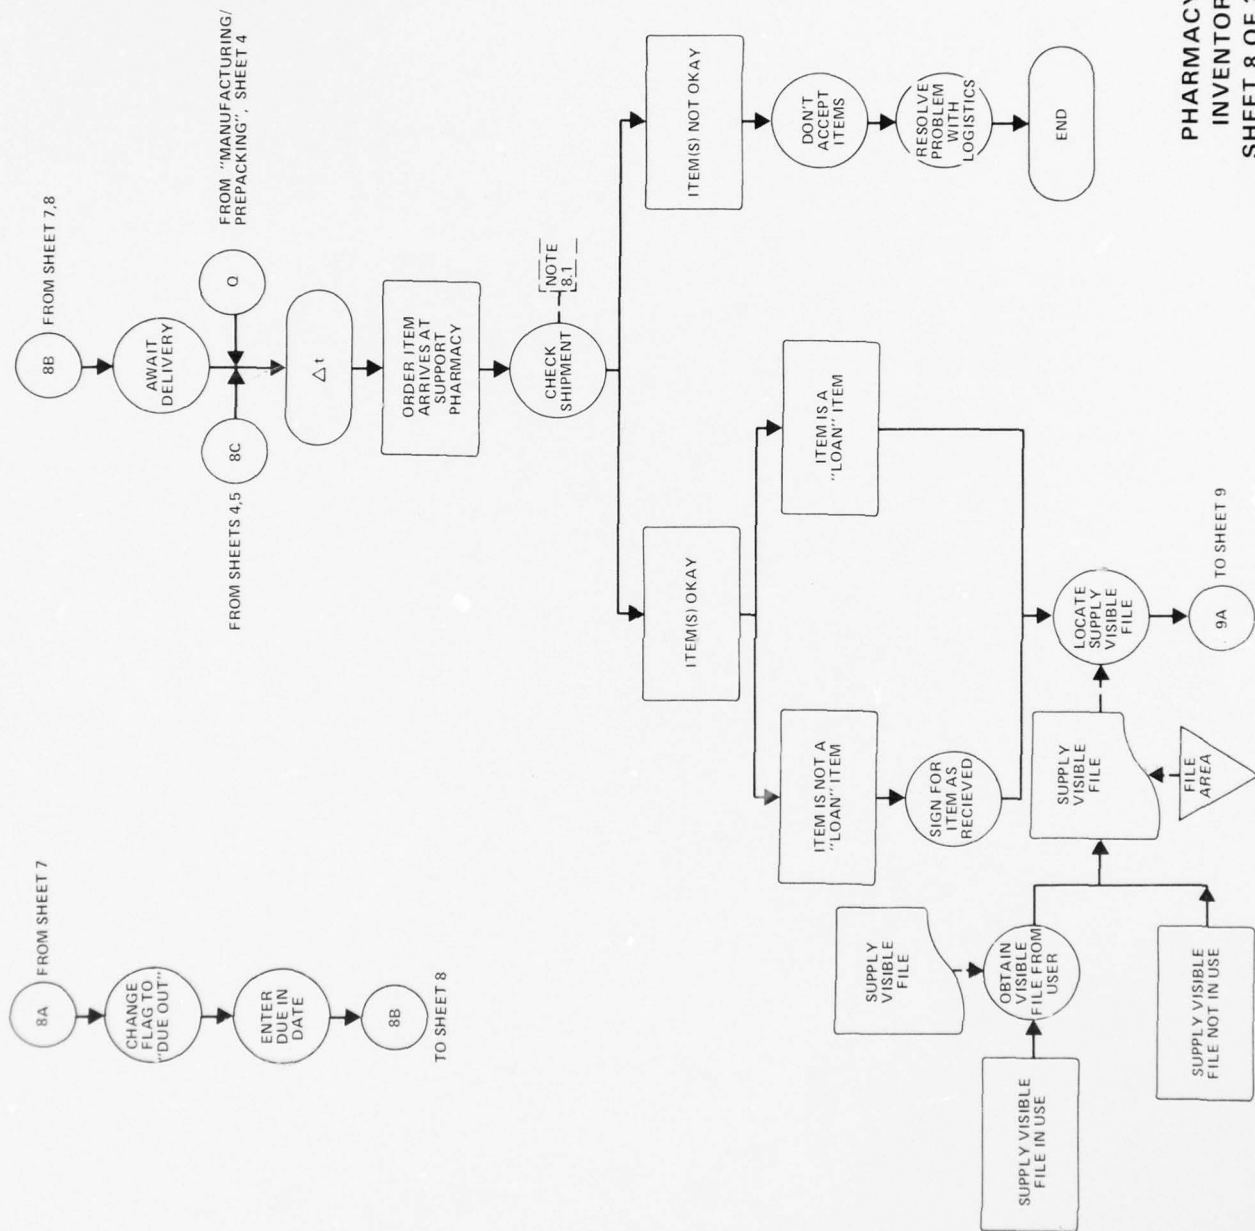 8A
FROM SHEET 7
CHANGE
FLAG TO
"DUE OUT"
ENTER
DUE IN
DATE
8B
TO SHEET 8
8B
FROM SHEET 7,8
AWAIT
DELIVERY
8C
FROM SHEETS 4,5
Q
FROM "MANUFACTURING/
PREPACKING", SHEET 4
Δt
ORDER ITEM
ARRIVES AT
SUPPORT
PHARMACY
CHECK
SHIPMENT
NOTE
8.1
ITEM(S) OKAY
ITEM(S) NOT OKAY
DON'T
ACCEPT
ITEMS
RESOLVE
PROBLEM
WITH
LOGISTICS
END
ITEM IS NOT A
"LOAN" ITEM
ITEM IS A
"LOAN" ITEM
SIGN FOR
ITEM AS
RECIEVED
SUPPLY
VISIBLE
FILE
OBTAIN
VISIBLE
FILE FROM
USER
SUPPLY VISIBLE
FILE IN USE
SUPPLY VISIBLE
FILE NOT IN USE
SUPPLY
VISIBLE
FILE
FILE
AREA
LOCATE
SUPPLY
VISIBLE
FILE
9A
TO SHEET 9
PHARMACY
INVENTOR
SHEET 8 OF